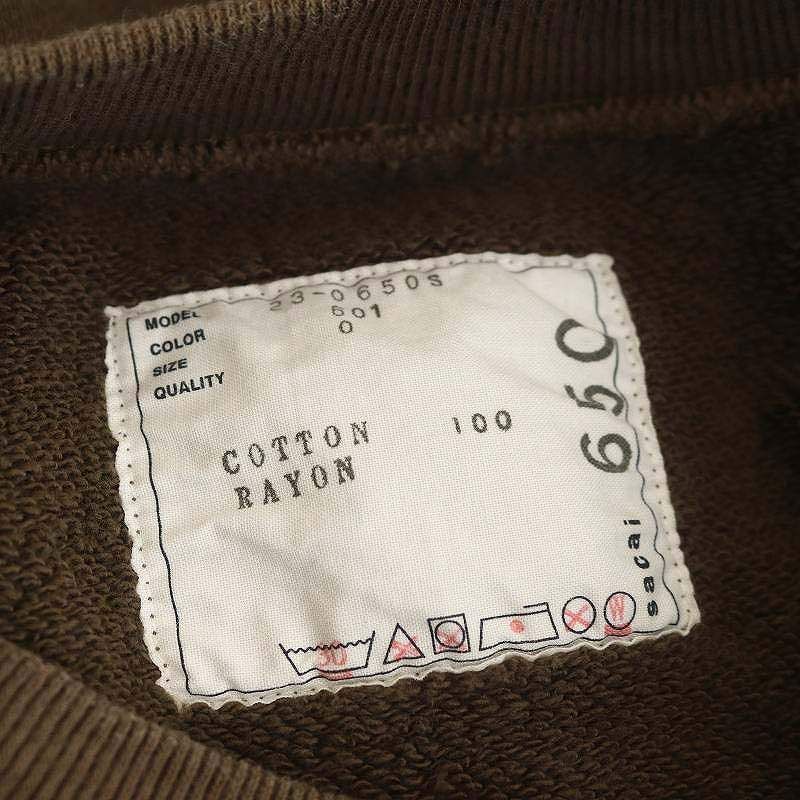 MODEL 23-0650S
COLOR 601
SIZE 0
QUALITY
COTTON 100
RAYON
650
sacai
30
W